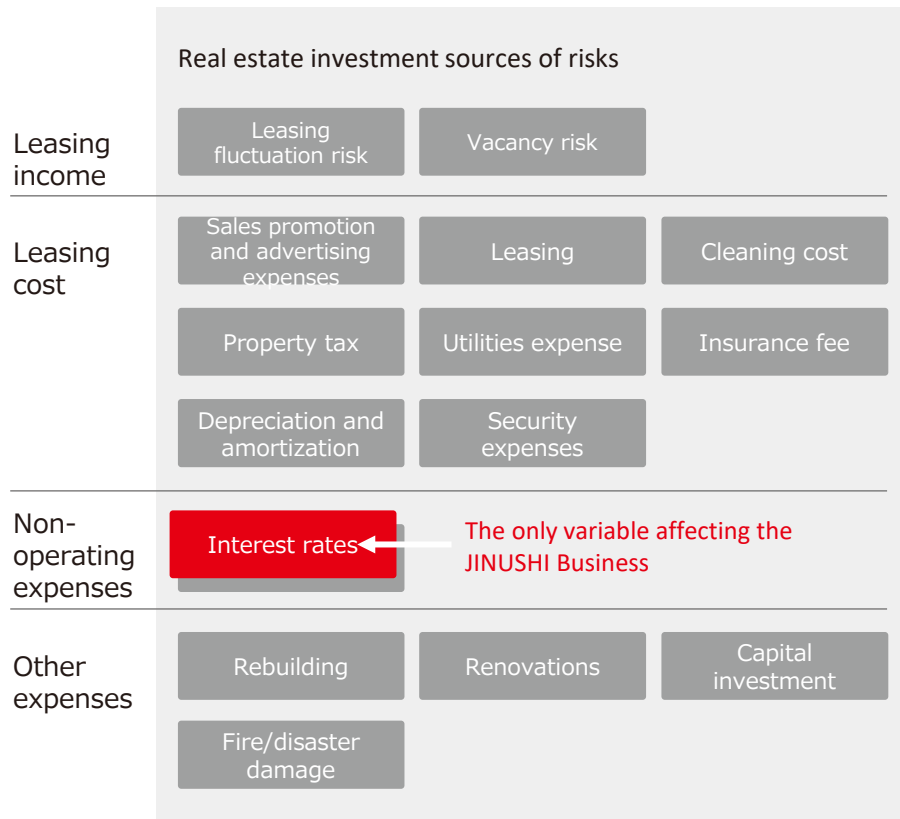 Real estate investment sources of risks
Leasing
income
Leasing
fluctuation risk
Vacancy risk
Leasing
cost
Sales promotion
and advertising
expenses
Leasing
Cleaning cost
Property tax
Utilities expense
Insurance fee
Depreciation and
amortization
Security
expenses
Non-
operating
expenses
Interest rates
The only variable affecting the
JINUSHI Business
Other
expenses
Rebuilding
Renovations
Capital
investment
Fire/disaster
damage